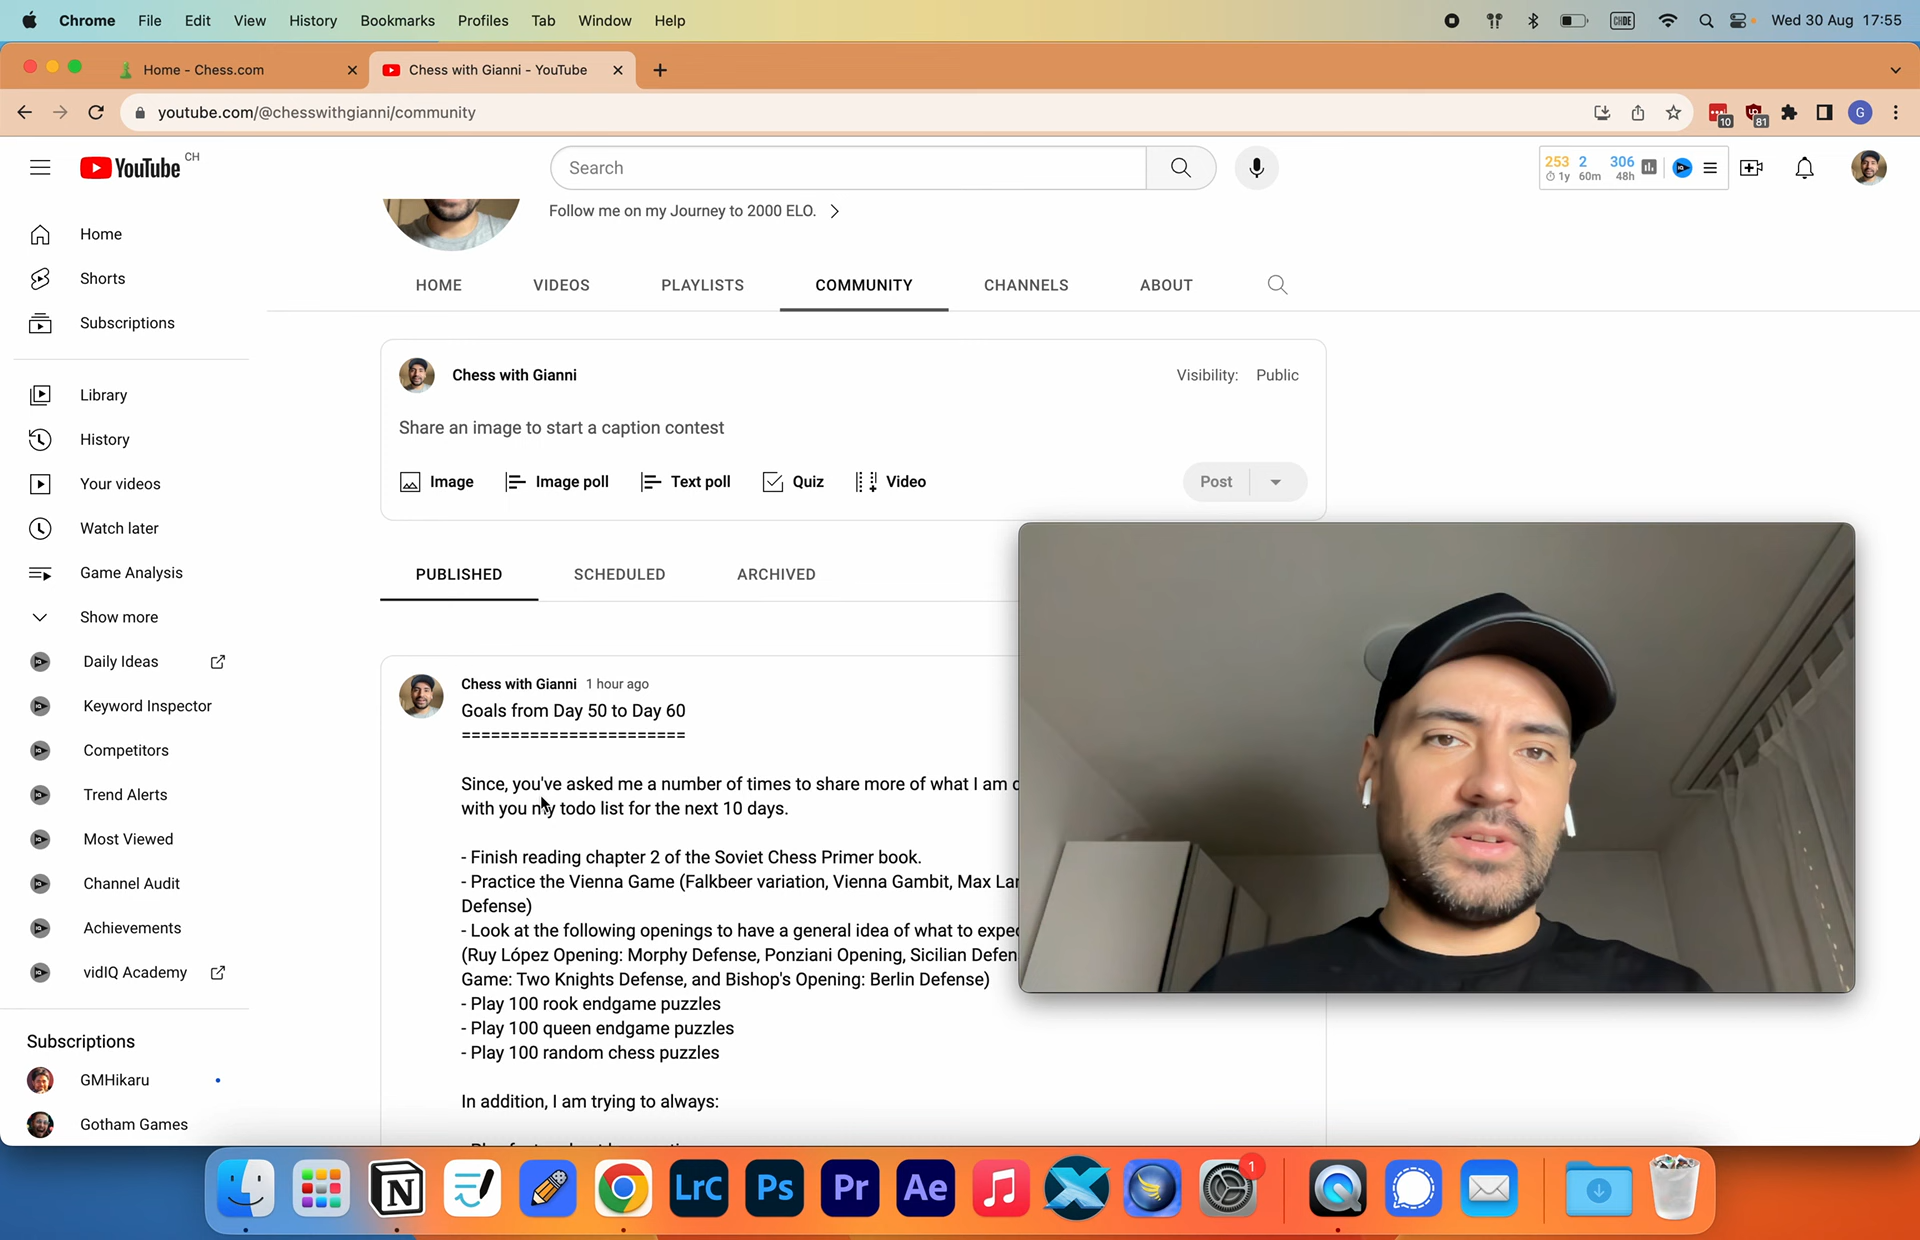 Chrome File Edit View History Bookmarks Profiles Tab Window Help Wed 30 Aug 17:55
Home - Chess.com Chess with Gianni - YouTube
youtube.com/@chesswithgianni/community 10 81 G
YouTube CH
Search
253 2 306
1y 60m 48h
Follow me on my Journey to 2000 ELO.
HOME VIDEOS PLAYLISTS COMMUNITY CHANNELS ABOUT
Home
Shorts
Subscriptions
Library
History
Your videos
Watch later
Game Analysis
Show more
Daily Ideas
Keyword Inspector
Competitors
Trend Alerts
Most Viewed
Channel Audit
Achievements
vidIQ Academy
Subscriptions
GMHikaru
Gotham Games
Chess with Gianni Visibility: Public
Share an image to start a caption contest
Image Image poll Text poll Quiz Video Post
PUBLISHED SCHEDULED ARCHIVED
Chess with Gianni 1 hour ago
Goals from Day 50 to Day 60
=======================
Since, you've asked me a number of times to share more of what I am
with you my todo list for the next 10 days.
- Finish reading chapter 2 of the Soviet Chess Primer book.
- Practice the Vienna Game (Falkbeer variation, Vienna Gambit, Max Lan
Defense)
- Look at the following openings to have a general idea of what to expec
(Ruy López Opening: Morphy Defense, Ponziani Opening, Sicilian Defen
Game: Two Knights Defense, and Bishop's Opening: Berlin Defense)
- Play 100 rook endgame puzzles
- Play 100 queen endgame puzzles
- Play 100 random chess puzzles
In addition, I am trying to always:
LrC Ps Pr Ae 1